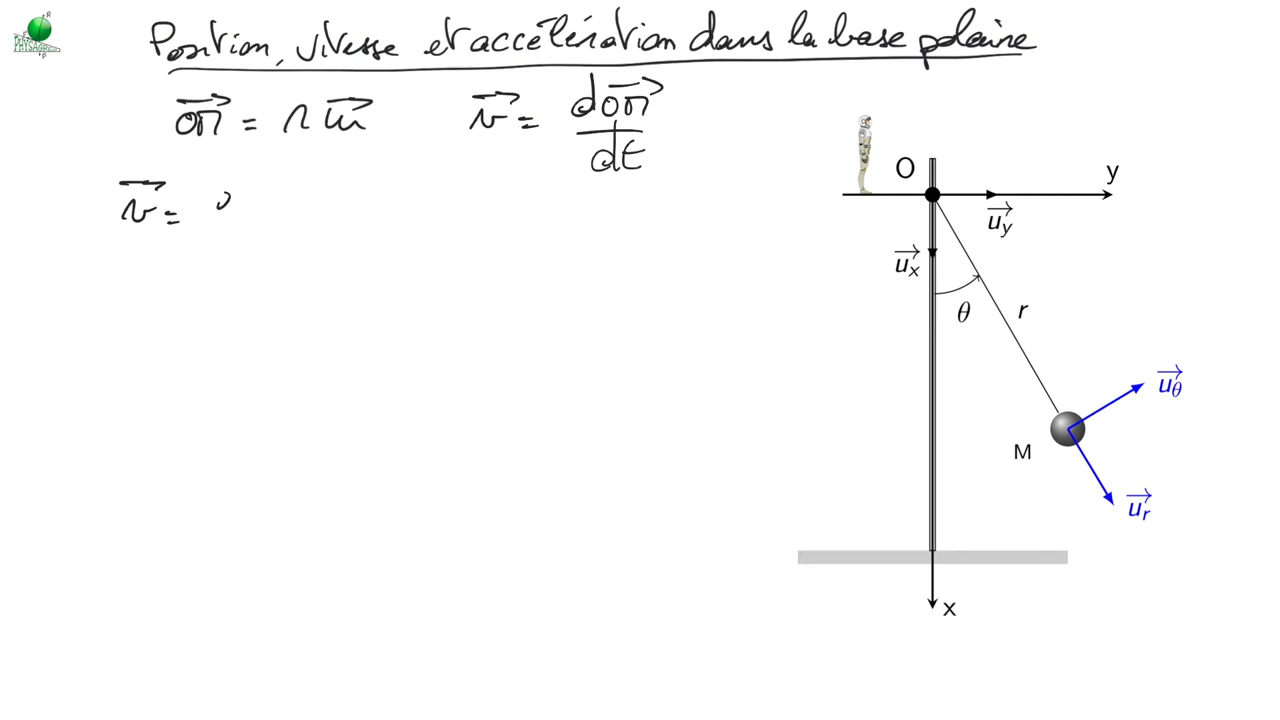 Position, vitesse et accélération dans la base polaire
OM = r ur v = dOM/dt
v =
O
y
uy
ux
θ
r
uθ
M
ur
x